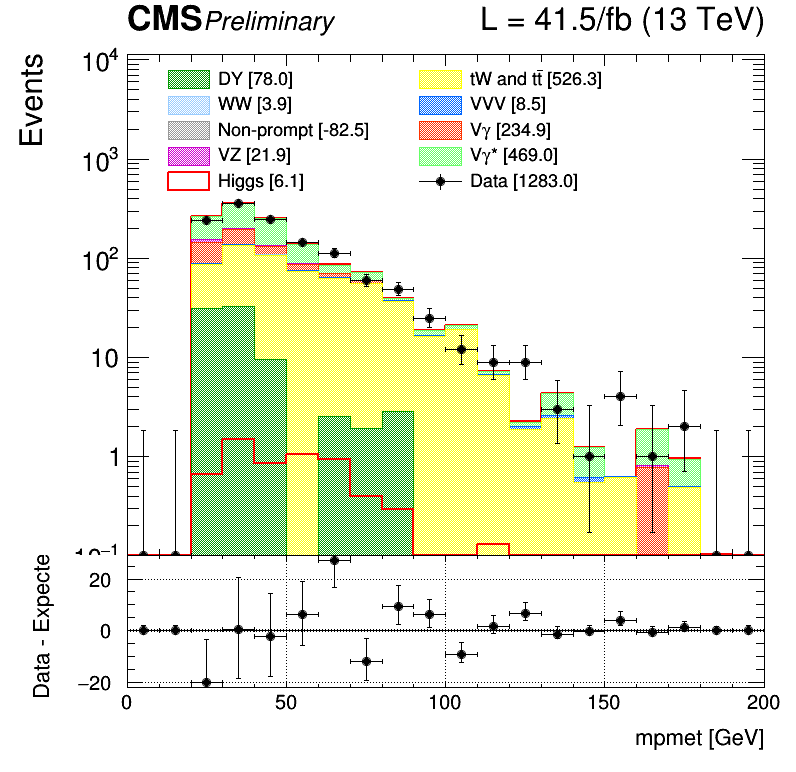 CMS Preliminary L = 41.5/fb (13 TeV)
Events
10⁴
10³
10²
10
1
DY [78.0] tW and tt̄ [526.3]
WW [3.9] VVV [8.5]
Non-prompt [-82.5] Vγ [234.9]
VZ [21.9] Vγ* [469.0]
Higgs [6.1] Data [1283.0]
Data - Expecte
20
0
−20
0 50 100 150 200
mpmet [GeV]